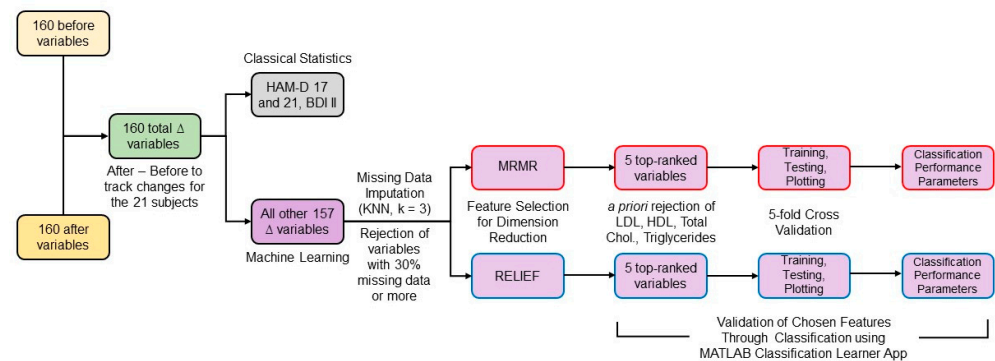 160 before
variables
160 after
variables
160 total Δ
variables
After – Before to
track changes for
the 21 subjects
Classical Statistics
HAM-D 17
and 21, BDI II
All other 157
Δ variables
Machine Learning
Missing Data
Imputation
(KNN, k = 3)
Rejection of
variables
with 30%
missing data
or more
MRMR
Feature Selection
for Dimension
Reduction
RELIEF
5 top-ranked
variables
a priori rejection of
LDL, HDL, Total
Chol., Triglycerides
5 top-ranked
variables
Training,
Testing,
Plotting
5-fold Cross
Validation
Training,
Testing,
Plotting
Classification
Performance
Parameters
Classification
Performance
Parameters
Validation of Chosen Features
Through Classification using
MATLAB Classification Learner App